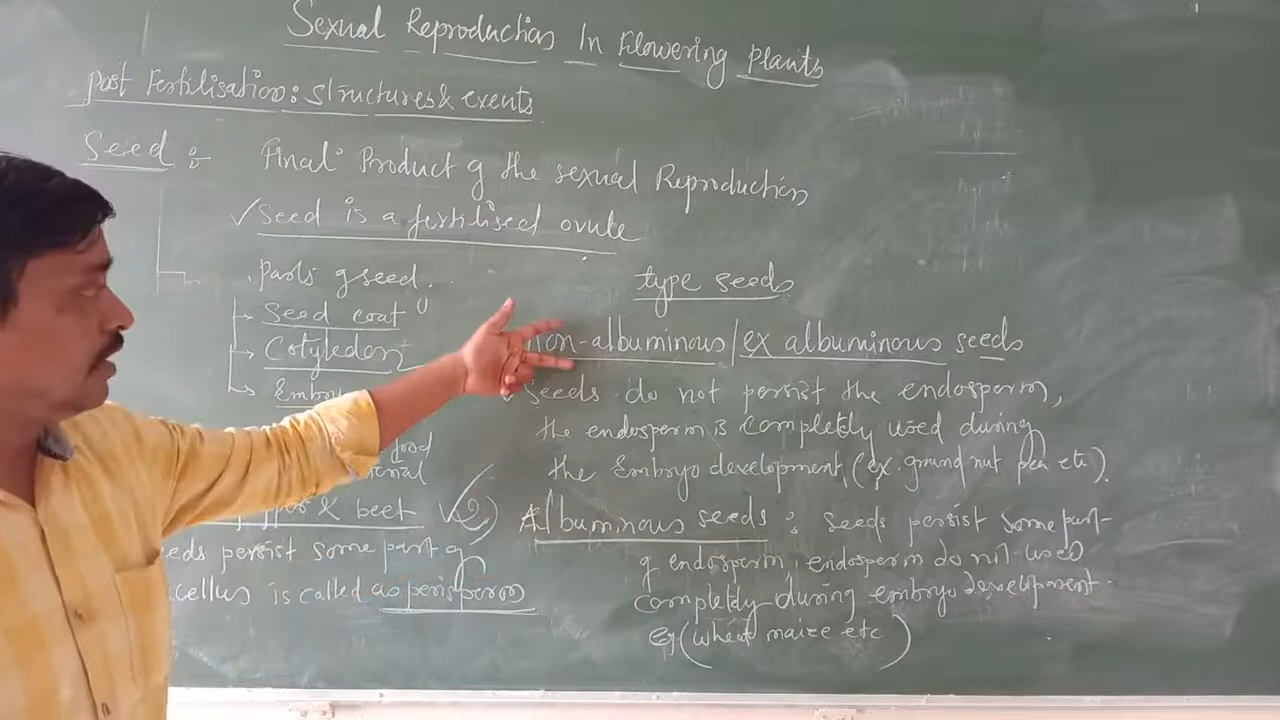 Sexual Reproduction In Flowering Plants
Post Fertilisation: structures & events
Seed :- Final Product of the sexual Reproduction
✓ Seed is a fertilised ovule
. Parts of seed.
Seed coat
Cotyledons
Embryo
food
& beet
seeds persist some part of
cellus is called as perisperm
type seeds
non-albuminous / ex albuminous seeds
✓ Seeds do not persist the endosperm,
the endosperm is completely used during
the Embryo development, (ex. ground nut pea etc).
2) Albuminous seeds : seeds persist some part
of endosperm, endosperm do not used
completely during embryo development.
eg (wheat maize etc)